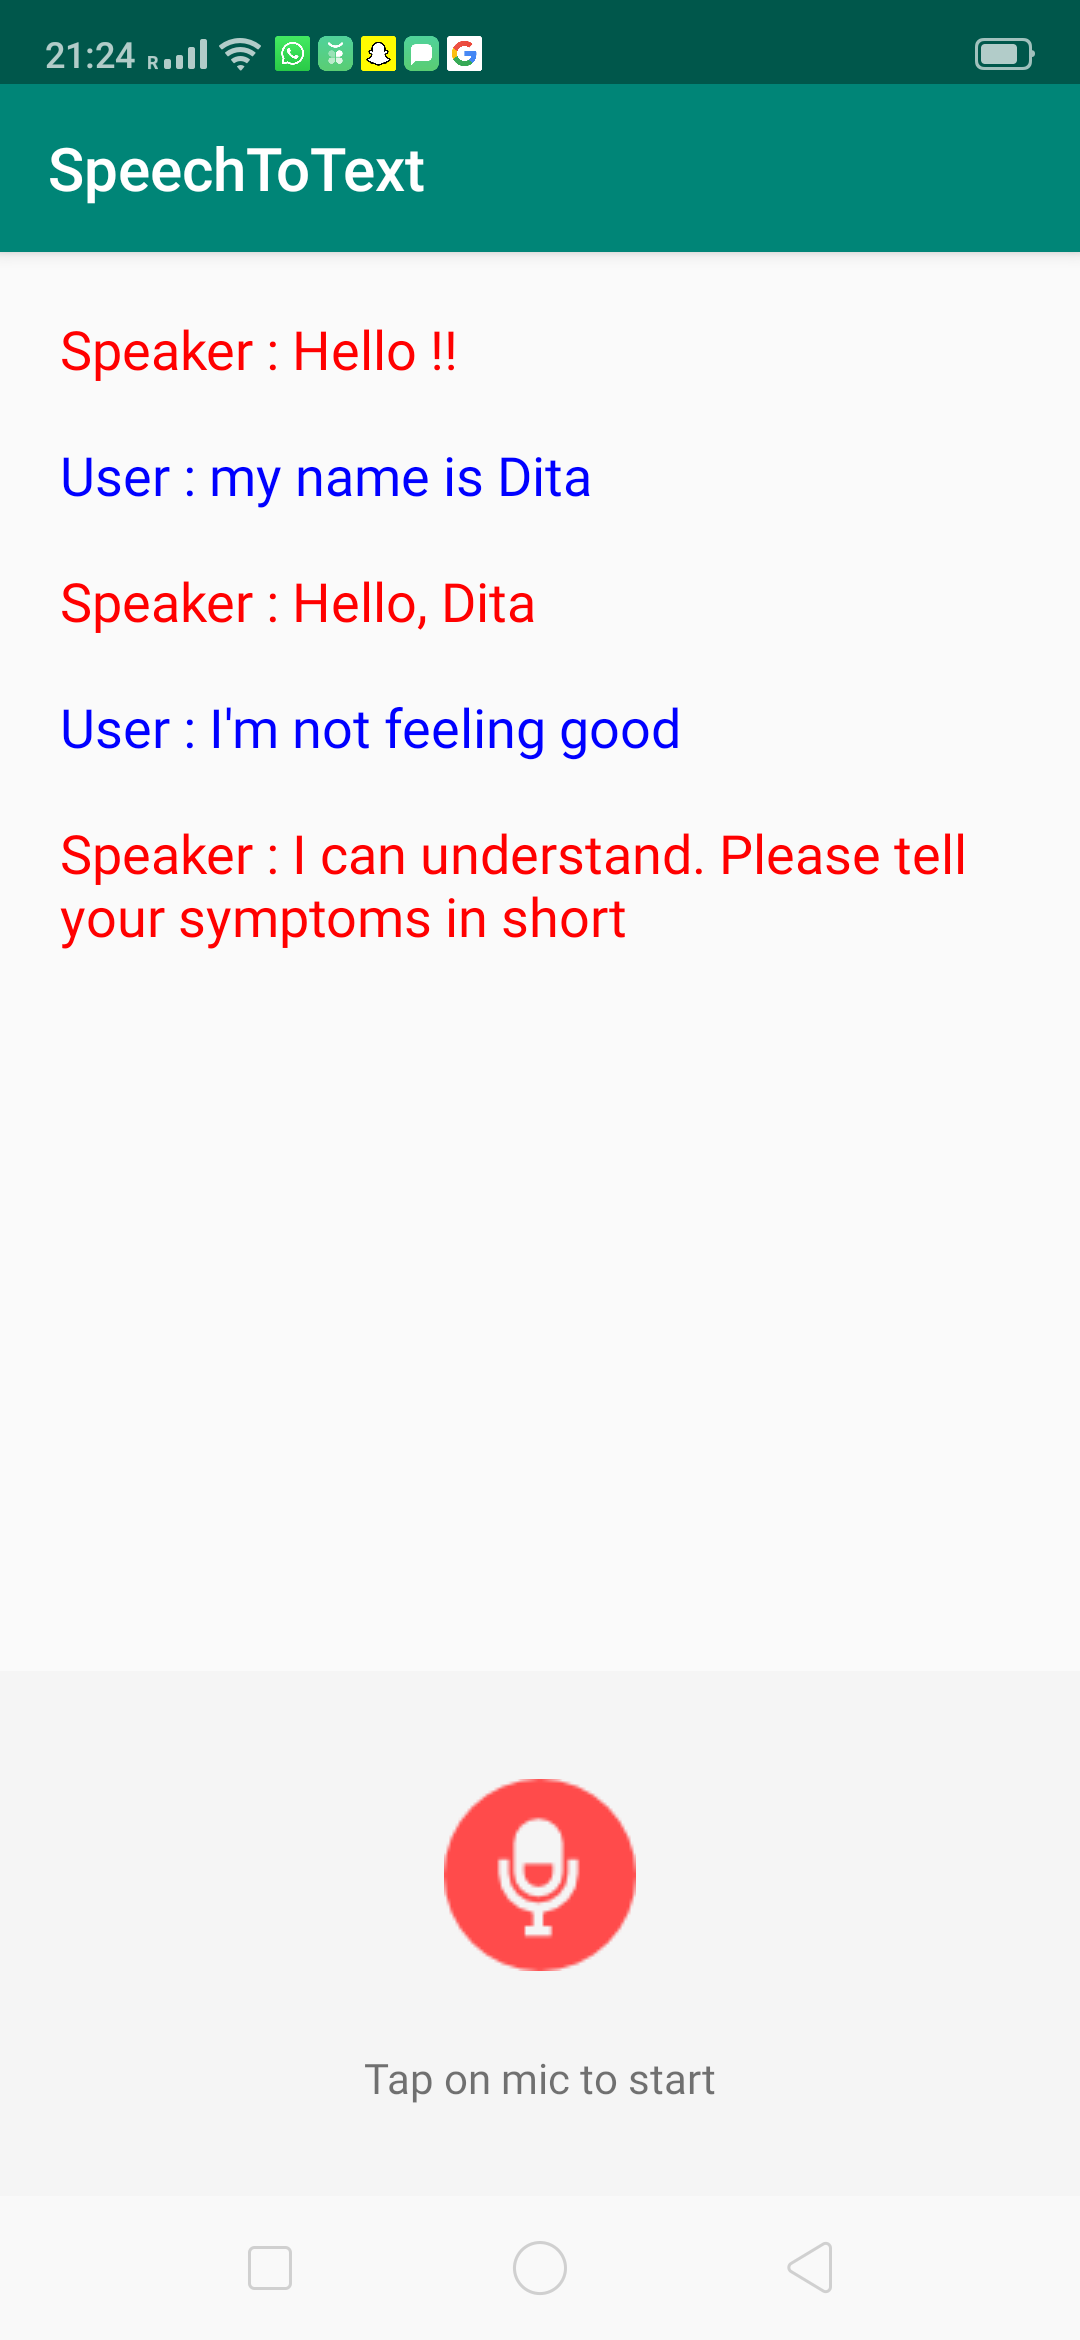 21:24 R
SpeechToText
Speaker : Hello !!
User : my name is Dita
Speaker : Hello, Dita
User : I'm not feeling good
Speaker : I can understand. Please tell
your symptoms in short
Tap on mic to start